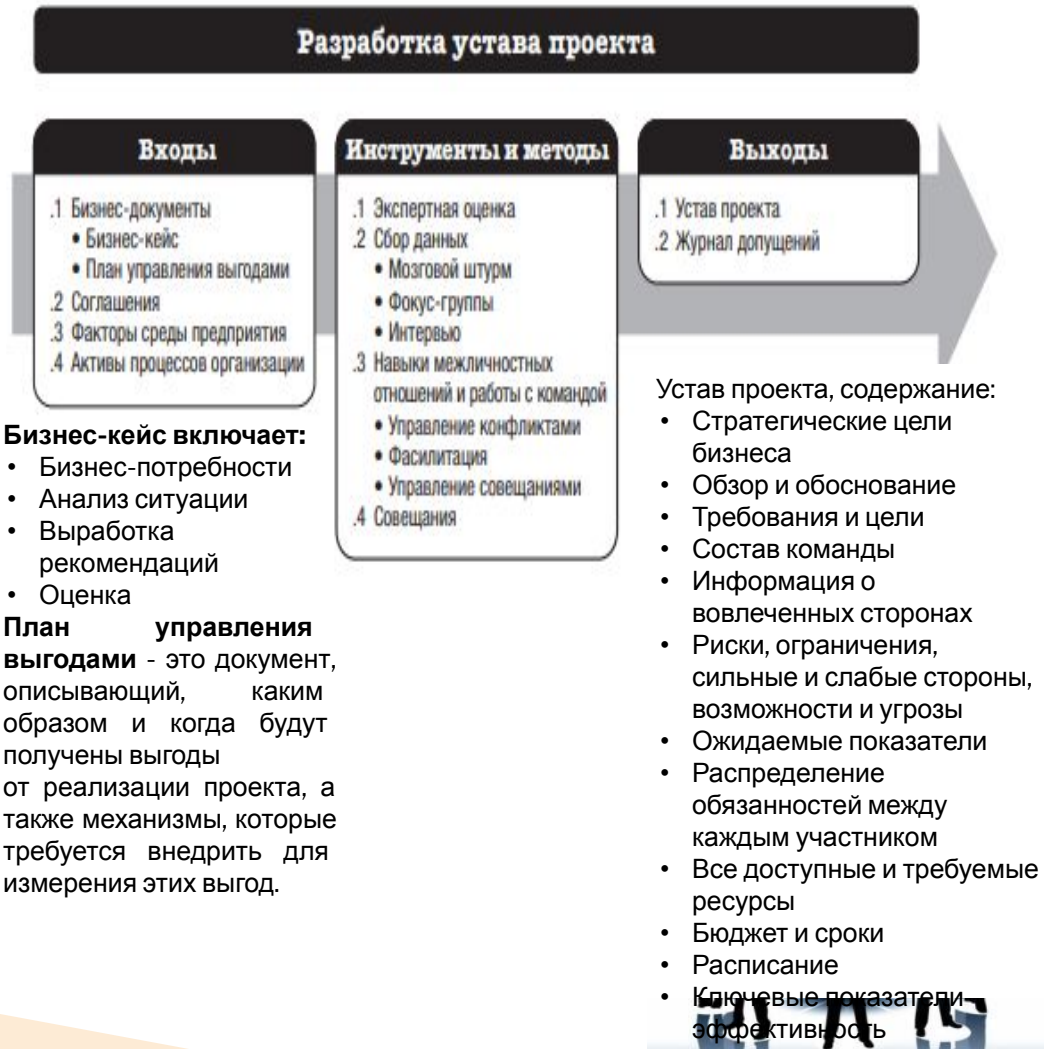 Разработка устава проекта
Входы
.1 Бизнес-документы
• Бизнес-кейс
• План управления выгодами
.2 Соглашения
.3 Факторы среды предприятия
.4 Активы процессов организации
Инструменты и методы
.1 Экспертная оценка
.2 Сбор данных
• Мозговой штурм
• Фокус-группы
• Интервью
.3 Навыки межличностных
отношений и работы с командой
• Управление конфликтами
• Фасилитация
• Управление совещаниями
.4 Совещания
Выходы
.1 Устав проекта
.2 Журнал допущений
Бизнес-кейс включает:
• Бизнес-потребности
• Анализ ситуации
• Выработка
рекомендаций
• Оценка
План управления
выгодами - это документ,
описывающий, каким
образом и когда будут
получены выгоды
от реализации проекта, а
также механизмы, которые
требуется внедрить для
измерения этих выгод.
Устав проекта, содержание:
• Стратегические цели
бизнеса
• Обзор и обоснование
• Требования и цели
• Состав команды
• Информация о
вовлеченных сторонах
• Риски, ограничения,
сильные и слабые стороны,
возможности и угрозы
• Ожидаемые показатели
• Распределение
обязанностей между
каждым участником
• Все доступные и требуемые
ресурсы
• Бюджет и сроки
• Расписание
• Ключевые показатели
эффективность